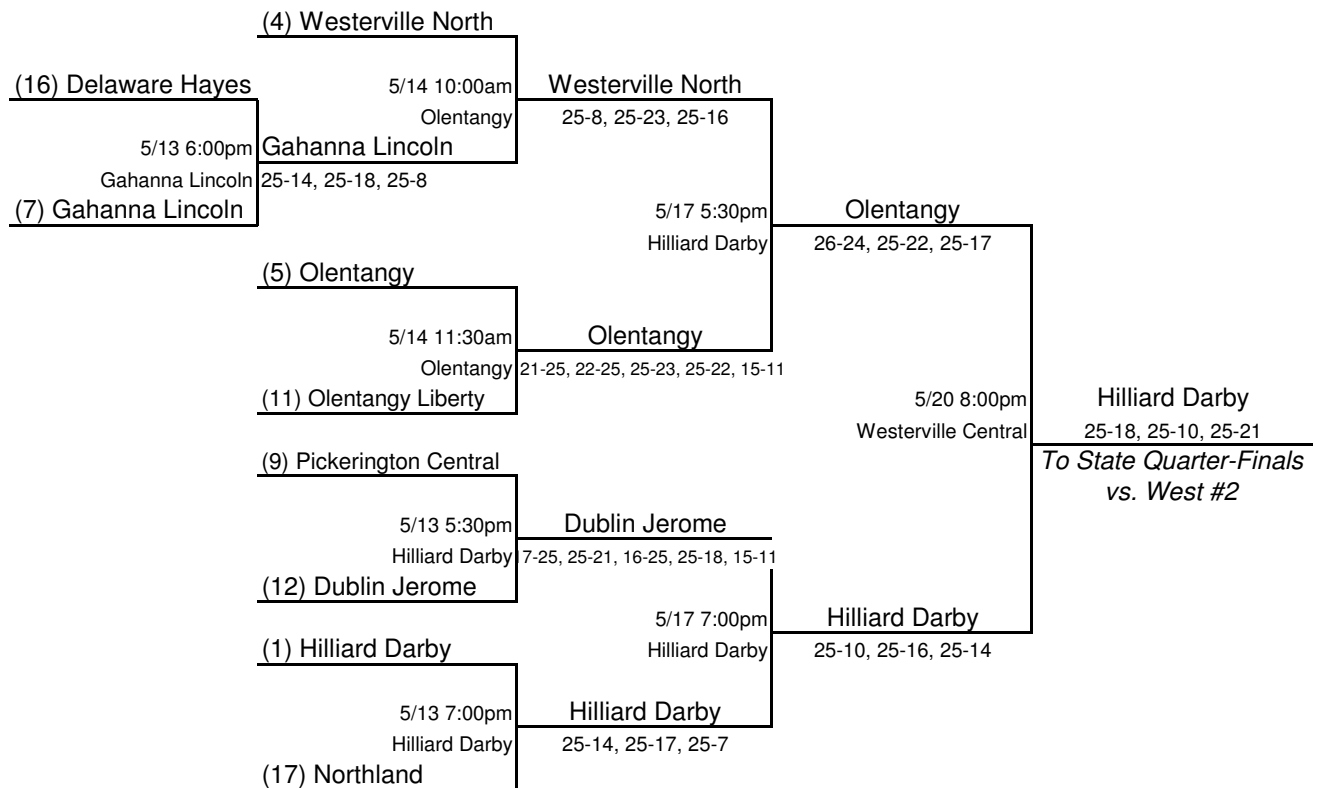 (4) Westerville North
(16) Delaware Hayes
5/14 10:00am
Westerville North
Olentangy
25-8, 25-23, 25-16
5/13 6:00pm
Gahanna Lincoln
Gahanna Lincoln
25-14, 25-18, 25-8
(7) Gahanna Lincoln
5/17 5:30pm
Olentangy
Hilliard Darby
26-24, 25-22, 25-17
(5) Olentangy
5/14 11:30am
Olentangy
Olentangy
21-25, 22-25, 25-23, 25-22, 15-11
(11) Olentangy Liberty
5/20 8:00pm
Hilliard Darby
Westerville Central
25-18, 25-10, 25-21
To State Quarter-Finals
vs. West #2
(9) Pickerington Central
5/13 5:30pm
Dublin Jerome
Hilliard Darby
17-25, 25-21, 16-25, 25-18, 15-11
(12) Dublin Jerome
5/17 7:00pm
Hilliard Darby
(1) Hilliard Darby
Hilliard Darby
25-10, 25-16, 25-14
5/13 7:00pm
Hilliard Darby
Hilliard Darby
25-14, 25-17, 25-7
(17) Northland